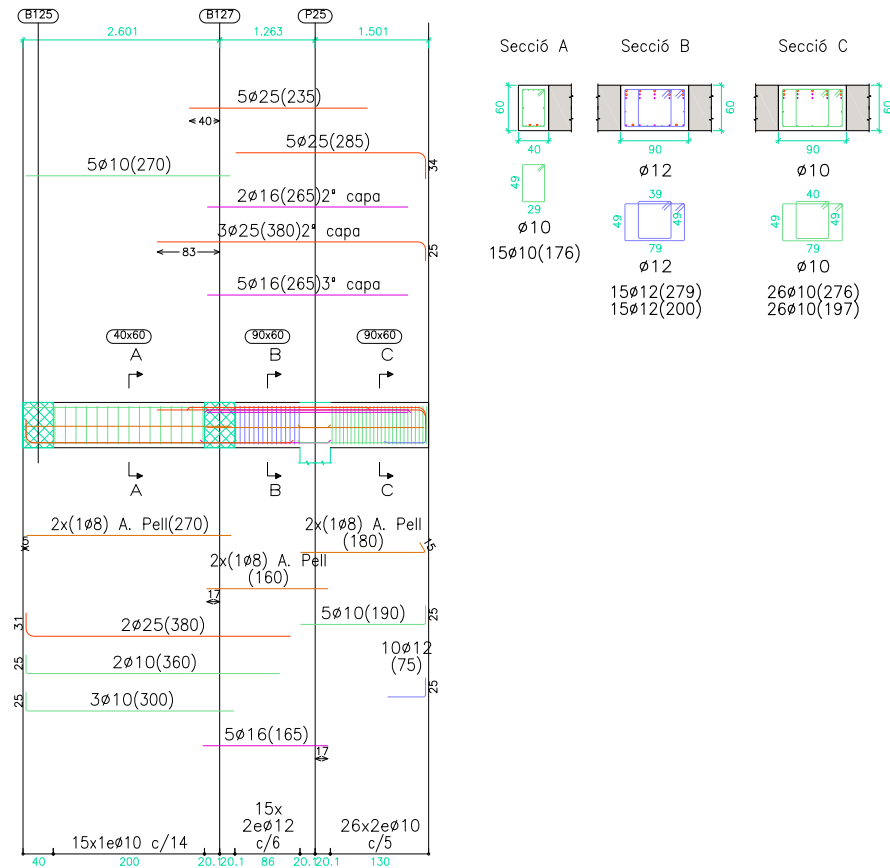 B125
B127
P25
2.601
1.263
1.501
5ø25(235)
40
5ø25(285)
34
5ø10(270)
2ø16(265)2ª capa
3ø25(380)2ª capa
83
25
5ø16(265)3ª capa
40x60
90x60
90x60
A
B
C
A
B
C
2x(1ø8) A. Pell(270)
2x(1ø8) A. Pell
(180)
15
2x(1ø8) A. Pell
(160)
17
5ø10(190)
25
31
2ø25(380)
10ø12
(75)
25
25
2ø10(360)
25
3ø10(300)
5ø16(165)
17
15x1eø10 c/14
15x
2eø12
c/6
26x2eø10
c/5
40
200
20.1
20.1
86
20.1
20.1
130
Secció A
Secció B
Secció C
60
40
60
90
60
90
49
29
ø10
15ø10(176)
ø12
39
49
49
79
ø12
15ø12(279)
15ø12(200)
ø10
40
49
49
79
ø10
26ø10(276)
26ø10(197)